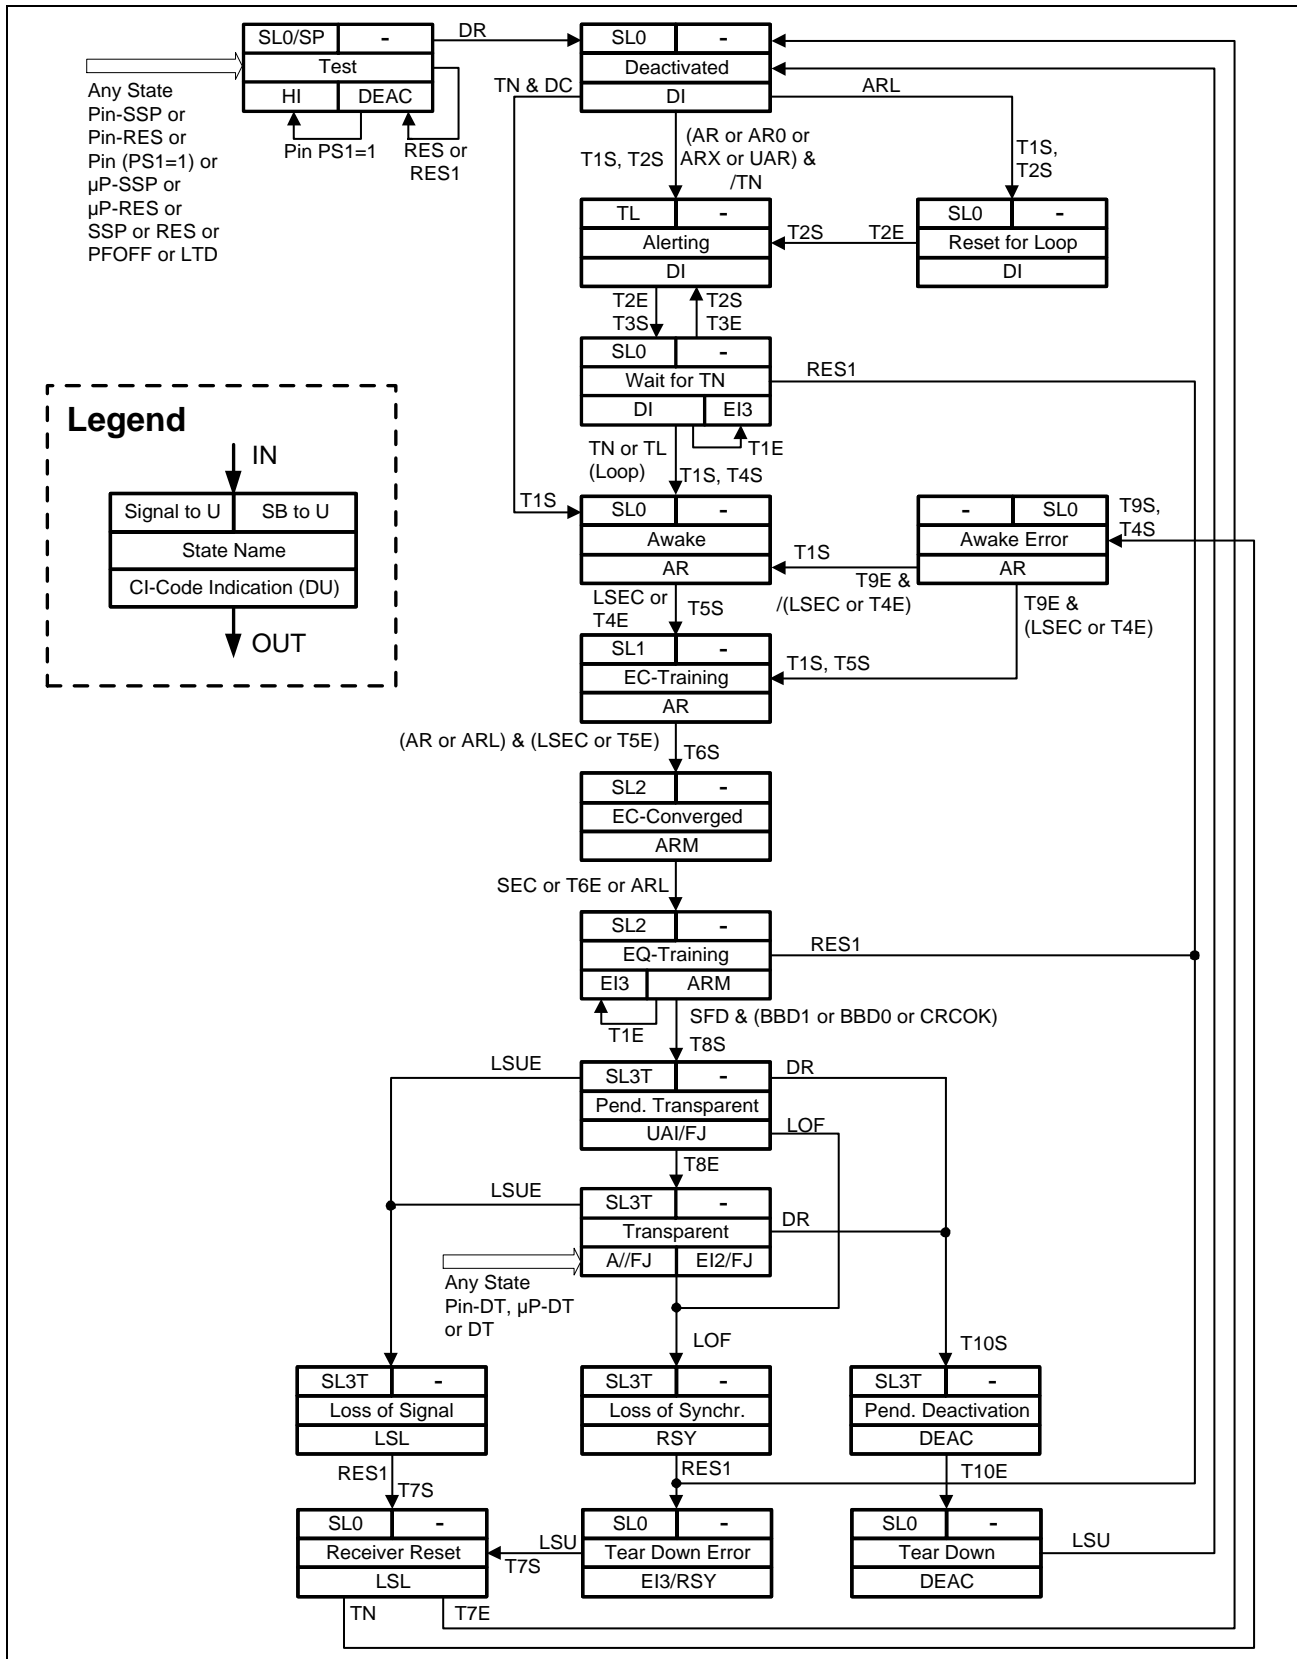 SL0/SP -
Test
HI DEAC
DR
Any State
Pin-SSP or
Pin-RES or
Pin (PS1=1) or
µP-SSP or
µP-RES or
SSP or RES or
PFOFF or LTD
Pin PS1=1
RES or
RES1
SL0 -
Deactivated
DI
TN & DC
ARL
T1S, T2S
(AR or AR0 or
ARX or UAR) &
/TN
T1S,
T2S
TL -
Alerting
DI
T2S T2E
SL0 -
Reset for Loop
DI
T2E
T3S
T2S
T3E
SL0 -
Wait for TN
DI EI3
RES1
T1E
TN or TL
(Loop)
T1S, T4S
T1S
Legend
IN
Signal to U SB to U
State Name
CI-Code Indication (DU)
OUT
SL0 -
Awake
AR
T1S
- SL0
Awake Error
AR
T9S,
T4S
T9E &
/(LSEC or T4E)
T9E &
(LSEC or T4E)
LSEC or
T4E
T5S
SL1 -
EC-Training
AR
T1S, T5S
(AR or ARL) & (LSEC or T5E)
T6S
SL2 -
EC-Converged
ARM
SEC or T6E or ARL
SL2 -
EQ-Training
EI3 ARM
RES1
T1E
SFD & (BBD1 or BBD0 or CRCOK)
T8S
LSUE
SL3T -
Pend. Transparent
UAI/FJ
DR
LOF
T8E
LSUE
SL3T -
Transparent
A//FJ EI2/FJ
DR
Any State
Pin-DT, µP-DT
or DT
LOF
T10S
SL3T -
Loss of Signal
LSL
SL3T -
Loss of Synchr.
RSY
SL3T -
Pend. Deactivation
DEAC
RES1
T7S
RES1
T10E
SL0 -
Receiver Reset
LSL
LSU
T7S
SL0 -
Tear Down Error
EI3/RSY
SL0 -
Tear Down
DEAC
LSU
TN
T7E